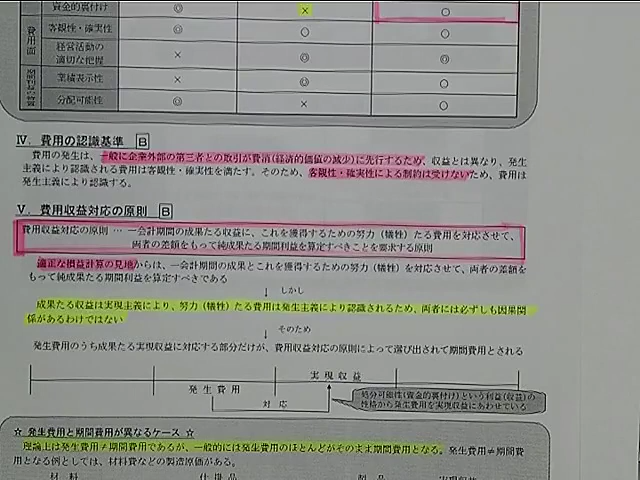 資金的裏付け ◎ × ○
費用面 客観性・確実性 ◎ ○ ○
経営活動の適切な把握 × ◎ ◎
業績表示性 × ◎ ○
分配可能性 ◎ × ○
Ⅳ．費用の認識基準 B
費用の発生は、一般に企業外部の第三者との取引が費消(経済的価値の減少)に先行するため、収益とは異なり、発生
主義により認識される費用は客観性・確実性を満たす。そのため、客観性・確実性による制約は受けないため、費用は
発生主義により認識する。
Ⅴ．費用収益対応の原則 B
費用収益対応の原則 … 一会計期間の成果たる収益に、これを獲得するための努力（犠牲）たる費用を対応させて、
両者の差額をもって純成果たる期間利益を算定すべきことを要求する原則
適正な損益計算の見地からは、一会計期間の成果とこれを獲得するための努力（犠牲）を対応させて、両者の差額を
もって純成果たる期間利益を算定すべきである
↓ しかし
成果たる収益は実現主義により、努力（犠牲）たる費用は発生主義により認識されるため、両者には必ずしも因果関
係があるわけではない
↓ そのため
発生費用のうち成果たる実現収益に対応する部分だけが、費用収益対応の原則によって選び出されて期間費用とされる
実現収益
発生費用
対応
処分可能性(資金的裏付け)という利益(収益)の
性格から発生費用を実現収益にあわせている
☆ 発生費用と期間費用が異なるケース ☆
理論上は発生費用≠期間費用であるが、一般的には発生費用のほとんどがそのまま期間費用となる。発生費用≠期間費
用となる例としては、材料費などの製造原価がある。
材料 仕掛品 製品 実現収益